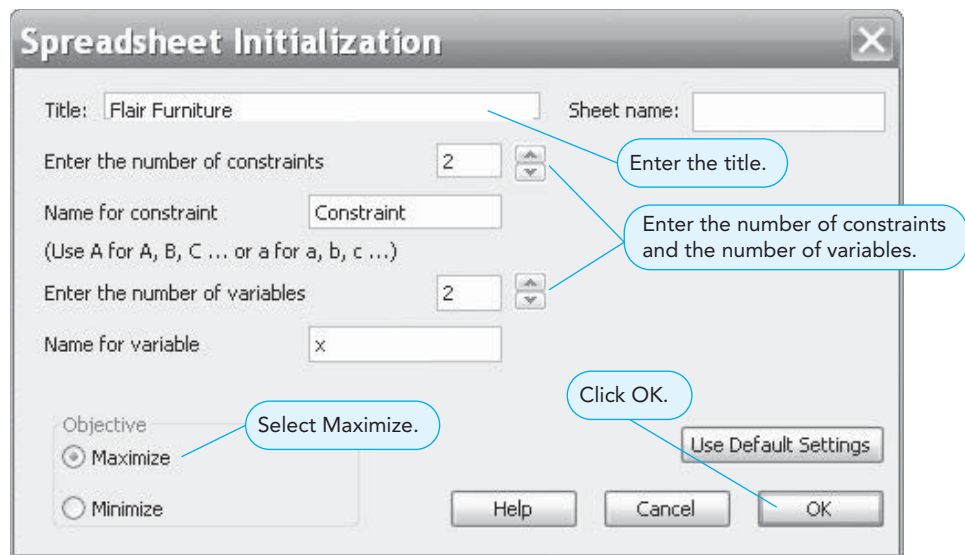 Spreadsheet Initialization
Title: Flair Furniture
Sheet name:
Enter the title.
Enter the number of constraints 2
Name for constraint Constraint
Enter the number of constraints
and the number of variables.
(Use A for A, B, C ... or a for a, b, c ...)
Enter the number of variables 2
Name for variable x
Click OK.
Objective
Select Maximize.
Maximize
Use Default Settings
Minimize
Help
Cancel
OK